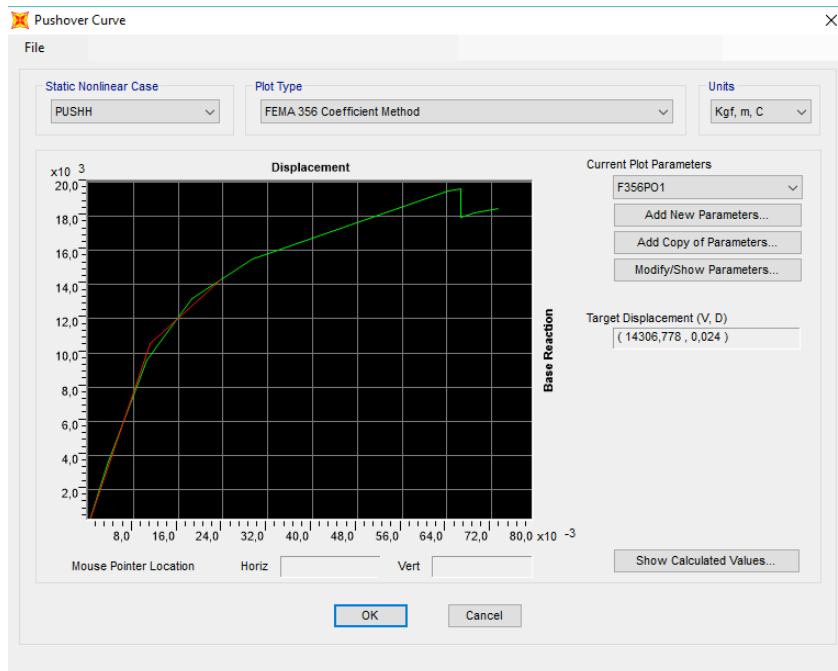 Pushover Curve
File
Static Nonlinear Case
PUSHH
Plot Type
FEMA 356 Coefficient Method
Units
Kgf, m, C
x10 3
Displacement
20,0
18,0
16,0
14,0
12,0
10,0
8,0
6,0
4,0
2,0
8,0 16,0 24,0 32,0 40,0 48,0 56,0 64,0 72,0 80,0 x10 -3
Base Reaction
Mouse Pointer Location Horiz Vert
Current Plot Parameters
F356PO1
Add New Parameters...
Add Copy of Parameters...
Modify/Show Parameters...
Target Displacement (V, D)
( 14306,778 , 0,024 )
Show Calculated Values...
OK
Cancel